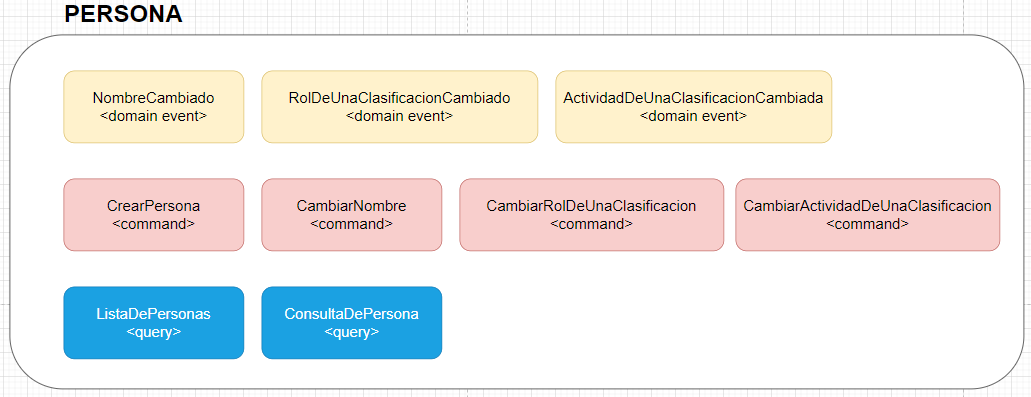 PERSONA
NombreCambiado
<domain event>
RolDeUnaClasificacionCambiado
<domain event>
ActividadDeUnaClasificacionCambiada
<domain event>
CrearPersona
<command>
CambiarNombre
<command>
CambiarRolDeUnaClasificacion
<command>
CambiarActividadDeUnaClasificacion
<command>
ListaDePersonas
<query>
ConsultaDePersona
<query>